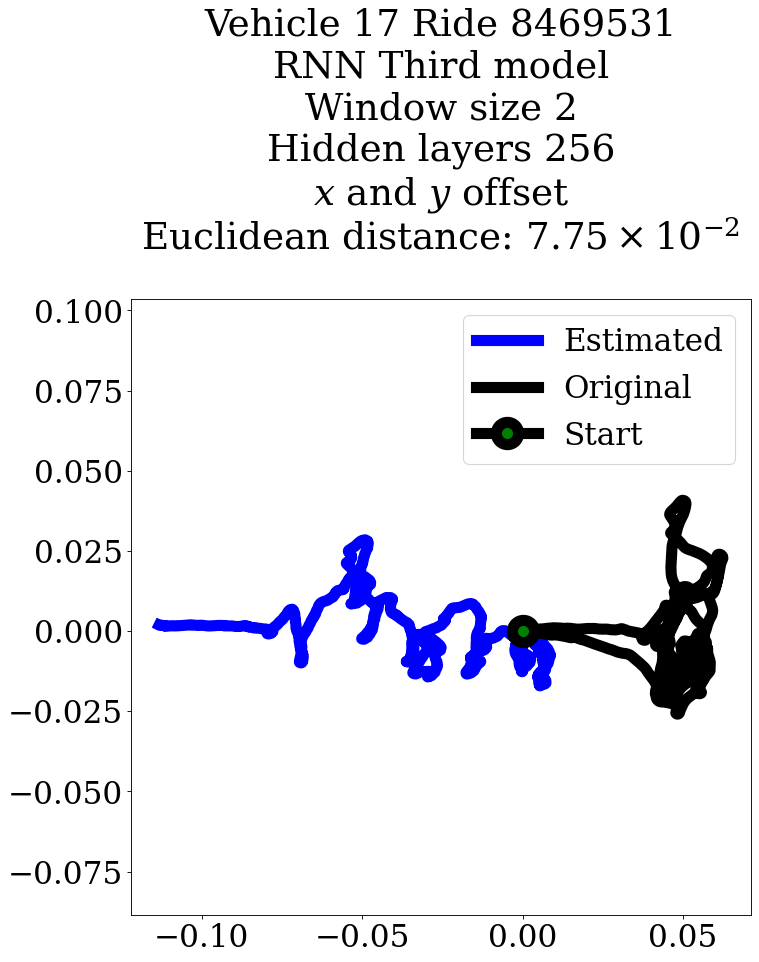 Vehicle 17 Ride 8469531
RNN Third model
Window size 2
Hidden layers 256
x and y offset
Euclidean distance: 7.75 × 10⁻²
Estimated
Original
Start
0.100
0.075
0.050
0.025
0.000
−0.025
−0.050
−0.075
−0.10
−0.05
0.00
0.05